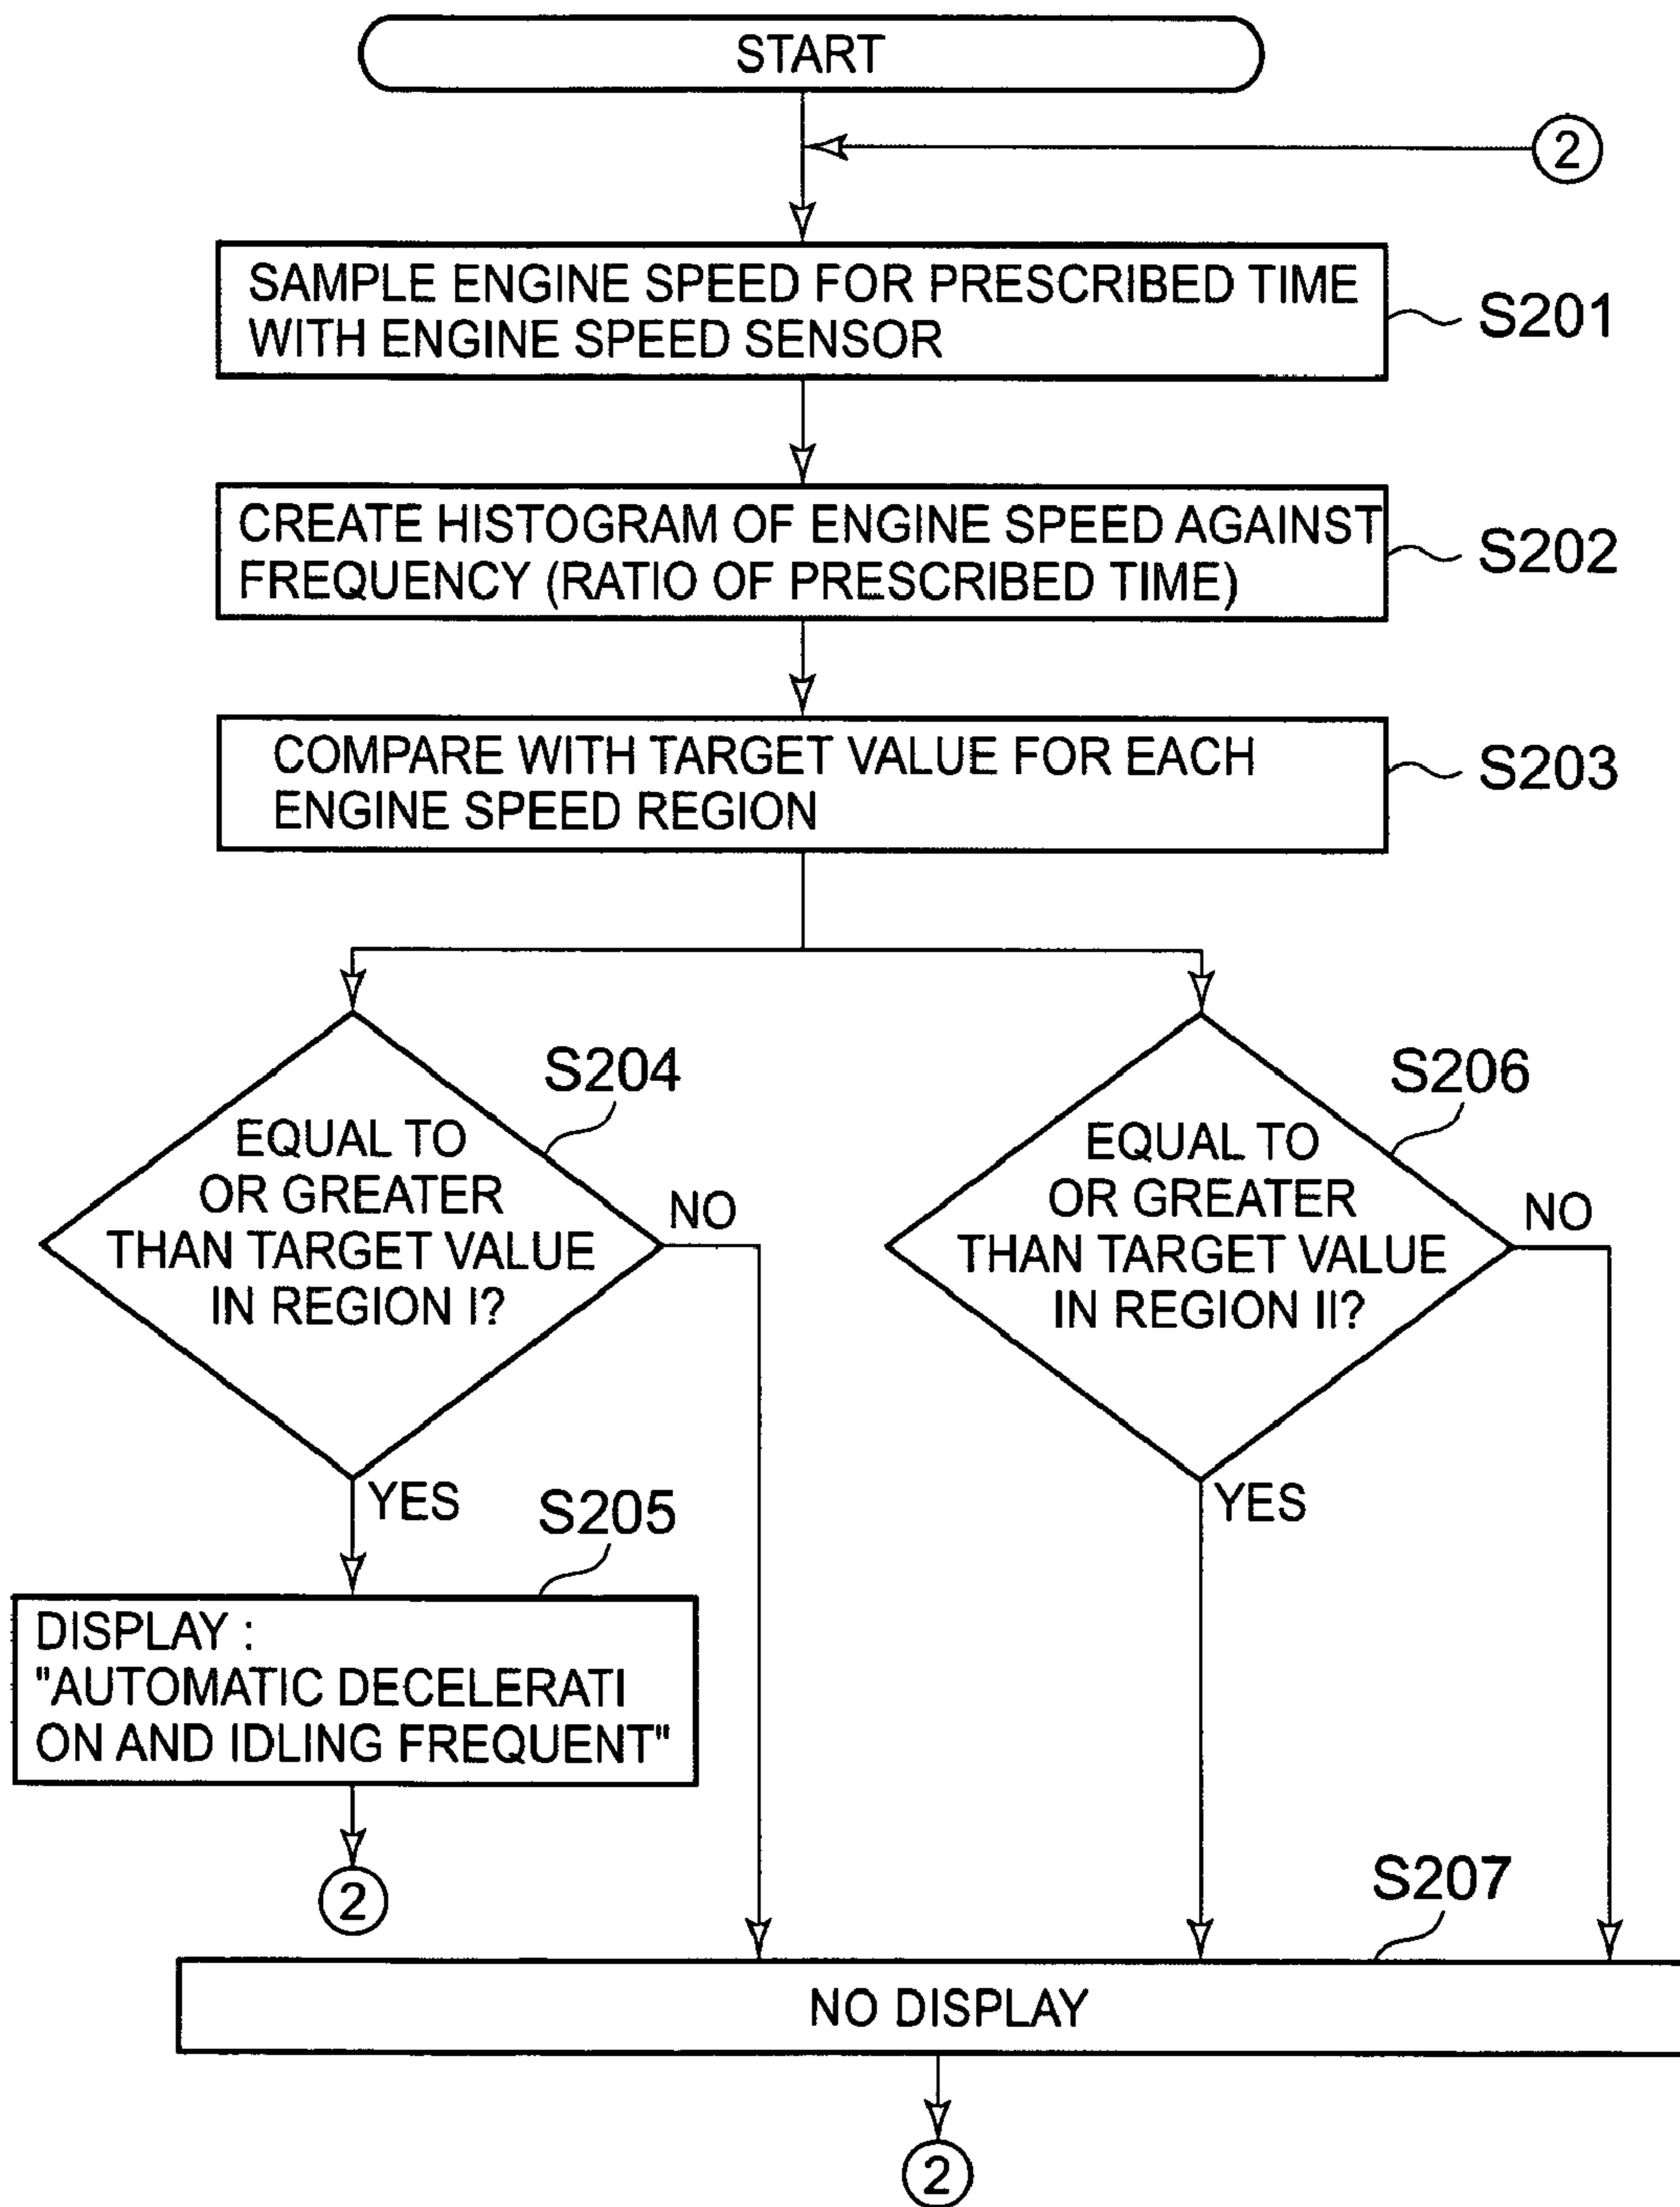 START
2
SAMPLE ENGINE SPEED FOR PRESCRIBED TIME
WITH ENGINE SPEED SENSOR
S201
CREATE HISTOGRAM OF ENGINE SPEED AGAINST
FREQUENCY (RATIO OF PRESCRIBED TIME)
S202
COMPARE WITH TARGET VALUE FOR EACH
ENGINE SPEED REGION
S203
S204
EQUAL TO
OR GREATER
THAN TARGET VALUE
IN REGION I?
NO
YES
S205
DISPLAY :
"AUTOMATIC DECELERATI
ON AND IDLING FREQUENT"
2
S206
EQUAL TO
OR GREATER
THAN TARGET VALUE
IN REGION II?
NO
YES
S207
NO DISPLAY
2